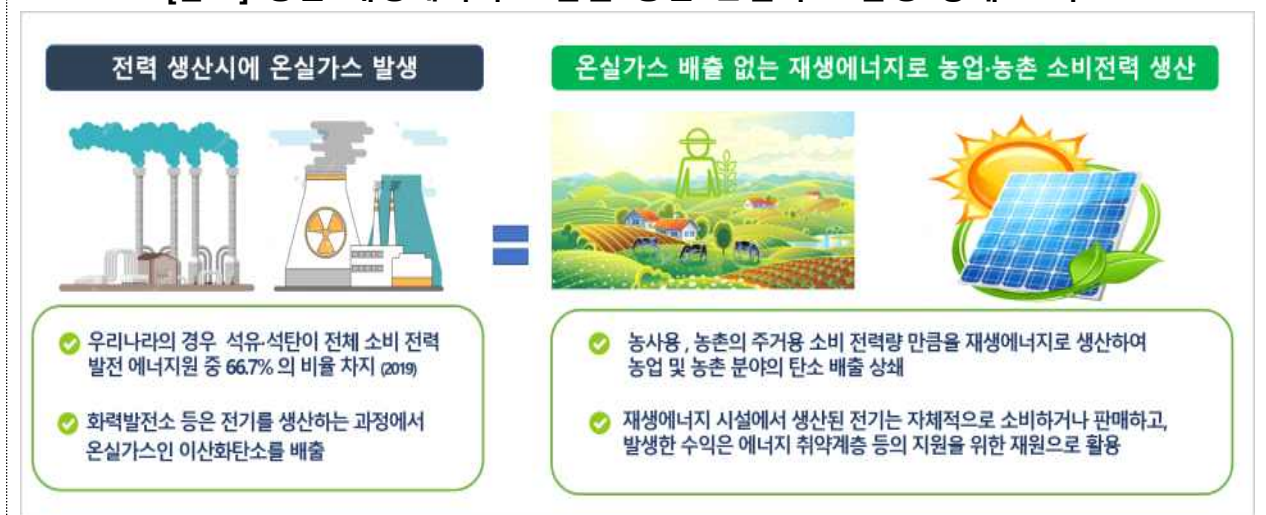 전력 생산시에 온실가스 발생
온실가스 배출 없는 재생에너지로 농업·농촌 소비전력 생산
우리나라의 경우 석유·석탄이 전체 소비 전력
발전 에너지원 중 66.7% 의 비율 차지 (2019)
화력발전소 등은 전기를 생산하는 과정에서
온실가스인 이산화탄소를 배출
농사용 , 농촌의 주거용 소비 전력량 만큼을 재생에너지로 생산하여
농업 및 농촌 분야의 탄소 배출 상쇄
재생에너지 시설에서 생산된 전기는 자체적으로 소비하거나 판매하고,
발생한 수익은 에너지 취약계층 등의 지원을 위한 재원으로 활용